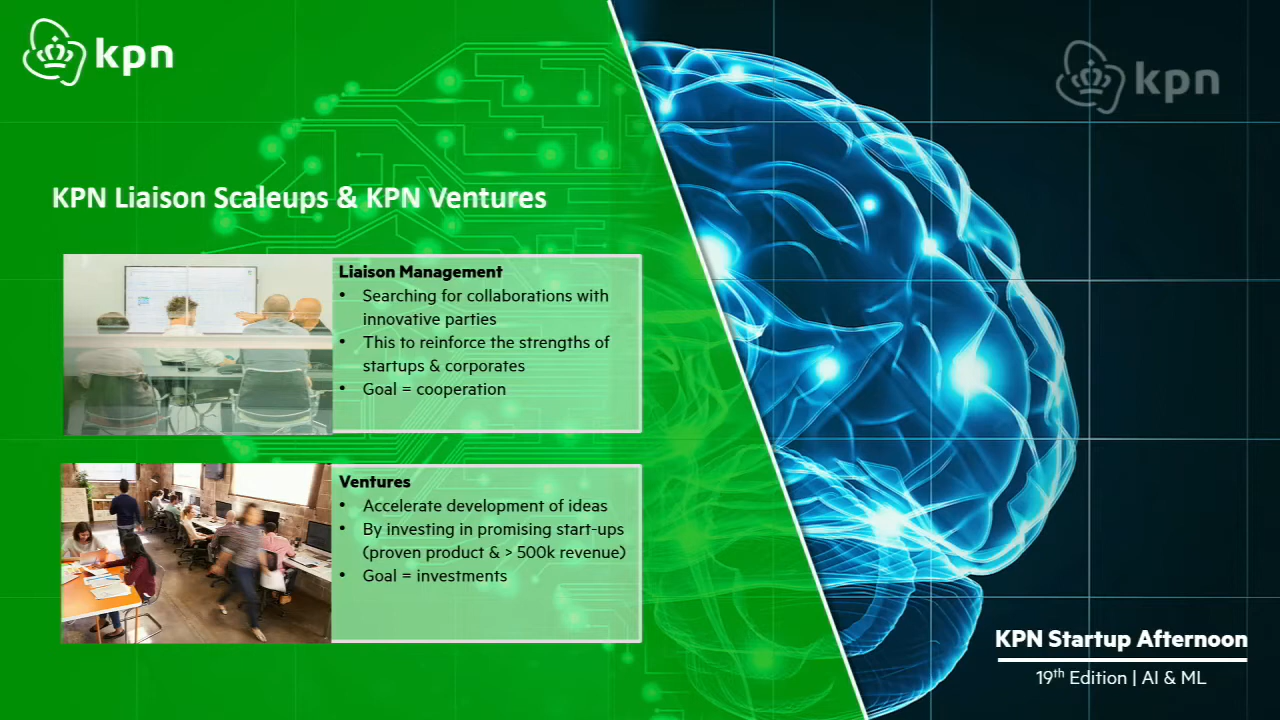 kpn
kpn
KPN Liaison Scaleups & KPN Ventures
Liaison Management
• Searching for collaborations with
innovative parties
• This to reinforce the strengths of
startups & corporates
• Goal = cooperation
Ventures
• Accelerate development of ideas
• By investing in promising start-ups
(proven product & > 500k revenue)
• Goal = investments
KPN Startup Afternoon
19th Edition | AI & ML